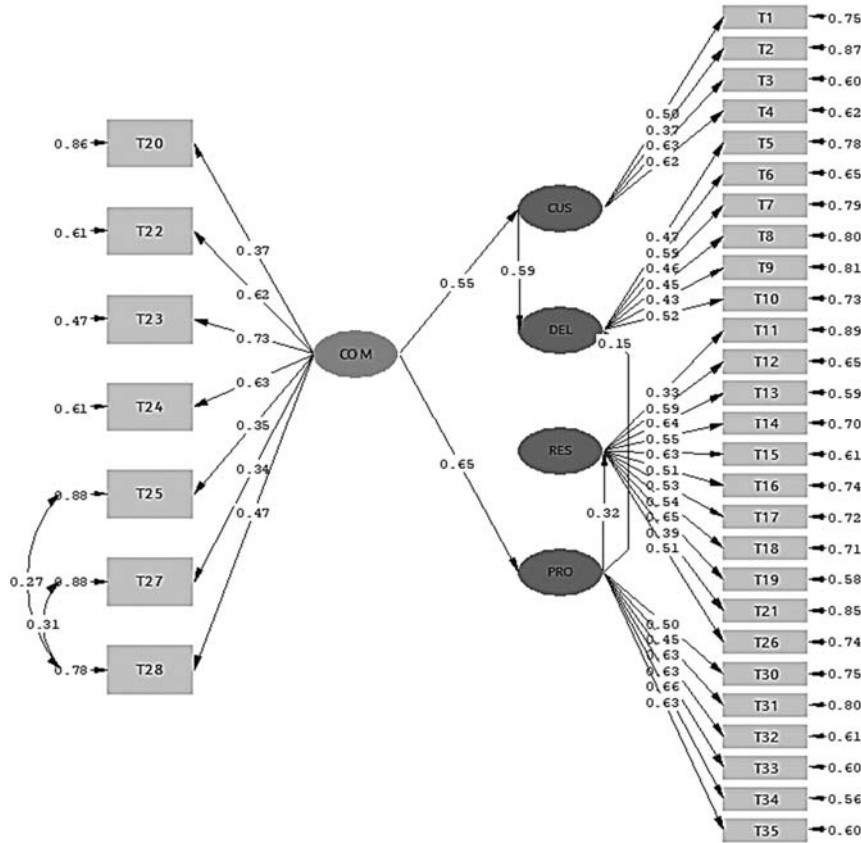 0.86 T20
0.61 T22
0.47 T23
0.61 T24
0.88 T25
0.88 T27
0.78 T28
0.27
0.31
0.37
0.62
0.73
0.63
0.35
0.34
0.47
COM
0.55
0.65
CUS
0.59
DEL
0.15
RES
0.32
PRO
0.50
0.37
0.63
0.62
0.47
0.59
0.46
0.45
0.43
0.52
0.33
0.59
0.64
0.55
0.63
0.51
0.53
0.54
0.65
0.39
0.51
0.50
0.45
0.63
0.63
0.66
0.63
T1 0.75
T2 0.87
T3 0.60
T4 0.62
T5 0.78
T6 0.65
T7 0.79
T8 0.80
T9 0.81
T10 0.73
T11 0.89
T12 0.65
T13 0.59
T14 0.70
T15 0.61
T16 0.74
T17 0.72
T18 0.71
T19 0.58
T21 0.85
T26 0.74
T30 0.75
T31 0.80
T32 0.61
T33 0.60
T34 0.56
T35 0.60